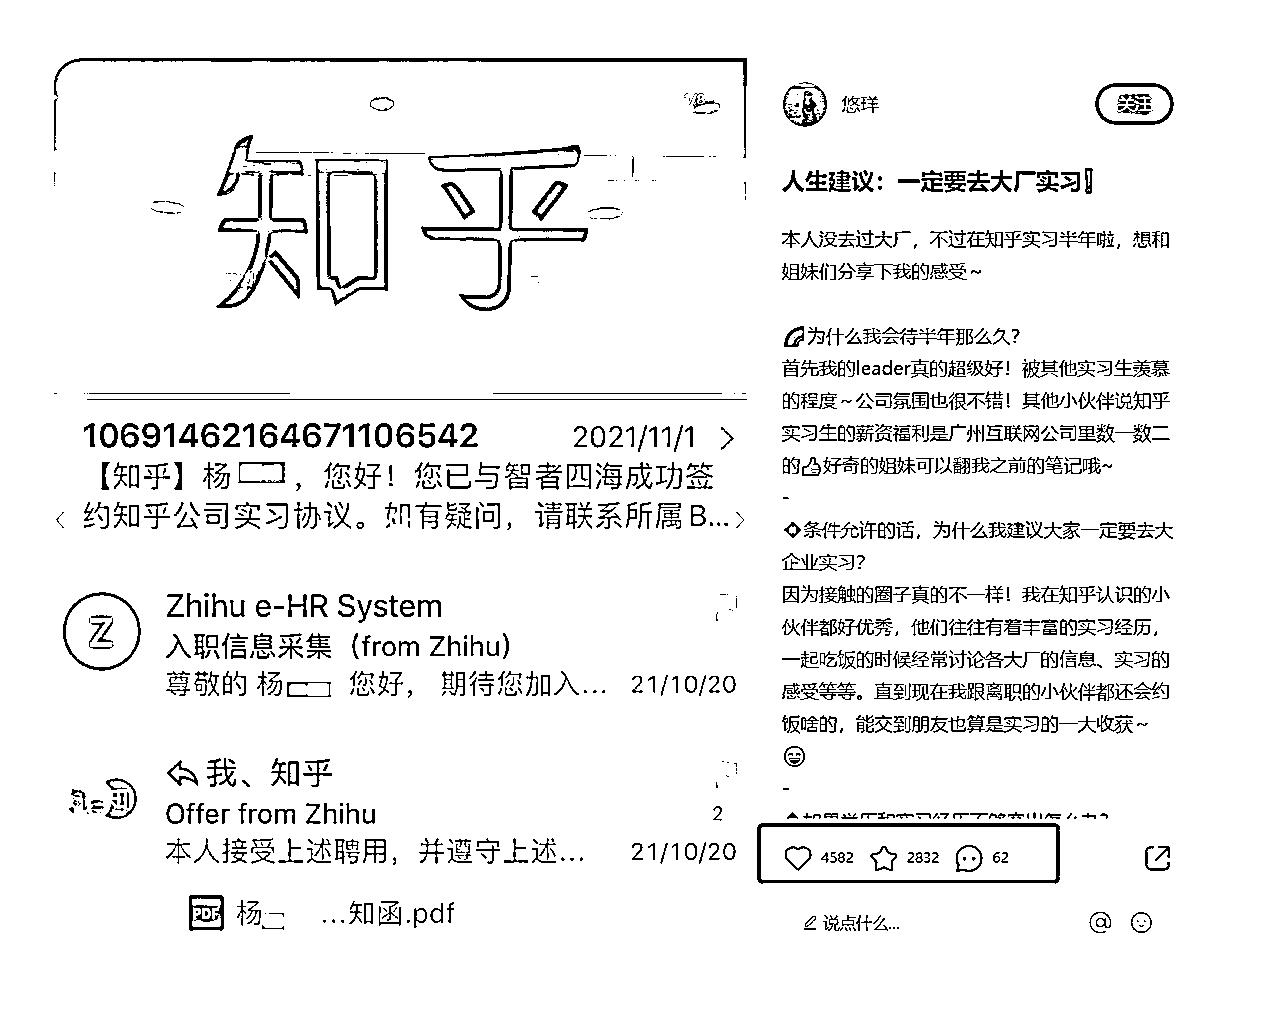 知乎
10691462164671106542 2021/11/1
【知乎】杨 ，您好！您已与智者四海成功签
约知乎公司实习协议。如有疑问，请联系所属B...
Zhihu e-HR System
入职信息采集（from Zhihu）
尊敬的 杨 您好， 期待您加入... 21/10/20
我、知乎
Offer from Zhihu 2
本人接受上述聘用，并遵守上述... 21/10/20
PDF 杨 ...知函.pdf
悠玤 关注
人生建议：一定要去大厂实习
本人没去过大厂，不过在知乎实习半年啦，想和
姐妹们分享下我的感受~
为什么我会待半年那么久？
首先我的leader真的超级好！被其他实习生羡慕
的程度~公司氛围也很不错！其他小伙伴说知乎
实习生的薪资福利是广州互联网公司里数一数二
的👍好奇的姐妹可以翻我之前的笔记哦~
-
条件允许的话，为什么我建议大家一定要去大
企业实习？
因为接触的圈子真的不一样！我在知乎认识的小
伙伴都好优秀，他们往往有着丰富的实习经历，
一起吃饭的时候经常讨论各大厂的信息、实习的
感受等等。直到现在我跟离职的小伙伴都还会约
饭啥的，能交到朋友也算是实习的一大收获~
😄
-
如果学历和实习经历不够突出怎么办？
4582 2832 62
说点什么...